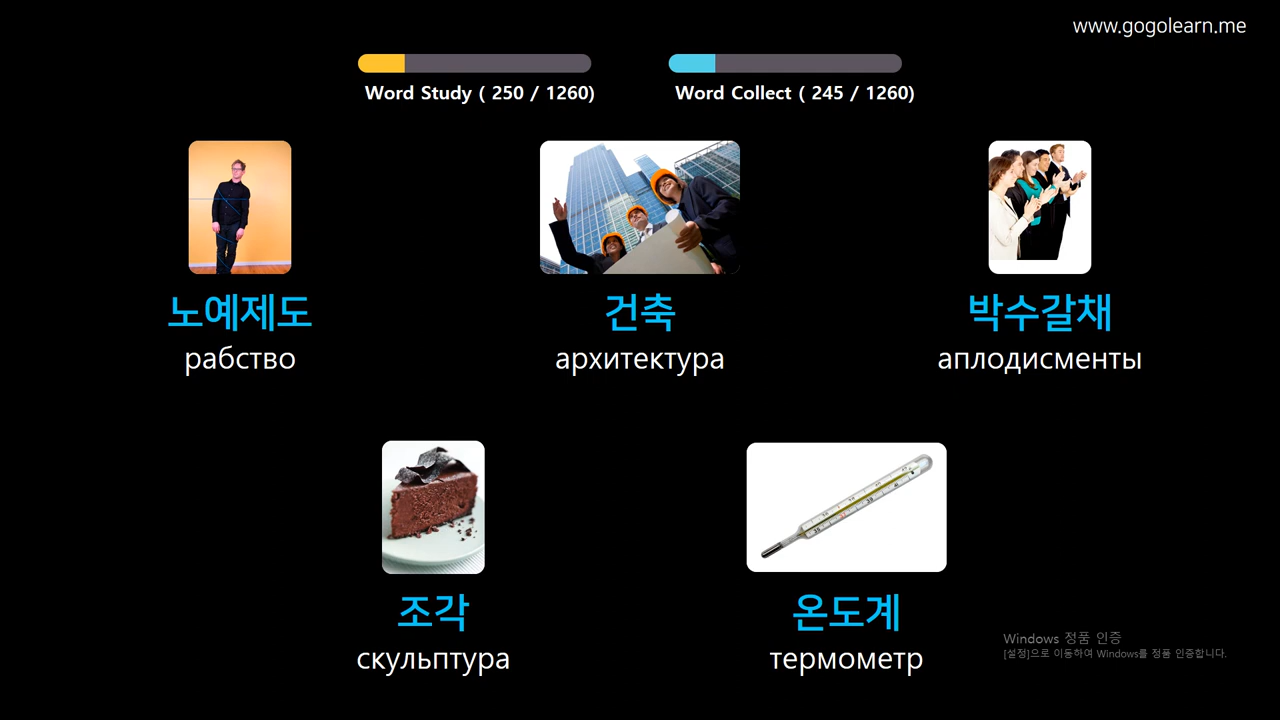 www.gogolearn.me
Word Study ( 250 / 1260)
Word Collect ( 245 / 1260)
노예제도
рабство
건축
архитектура
박수갈채
аплодисменты
조각
скульптура
온도계
термометр
Windows 정품 인증
[설정]으로 이동하여 Windows를 정품 인증합니다.